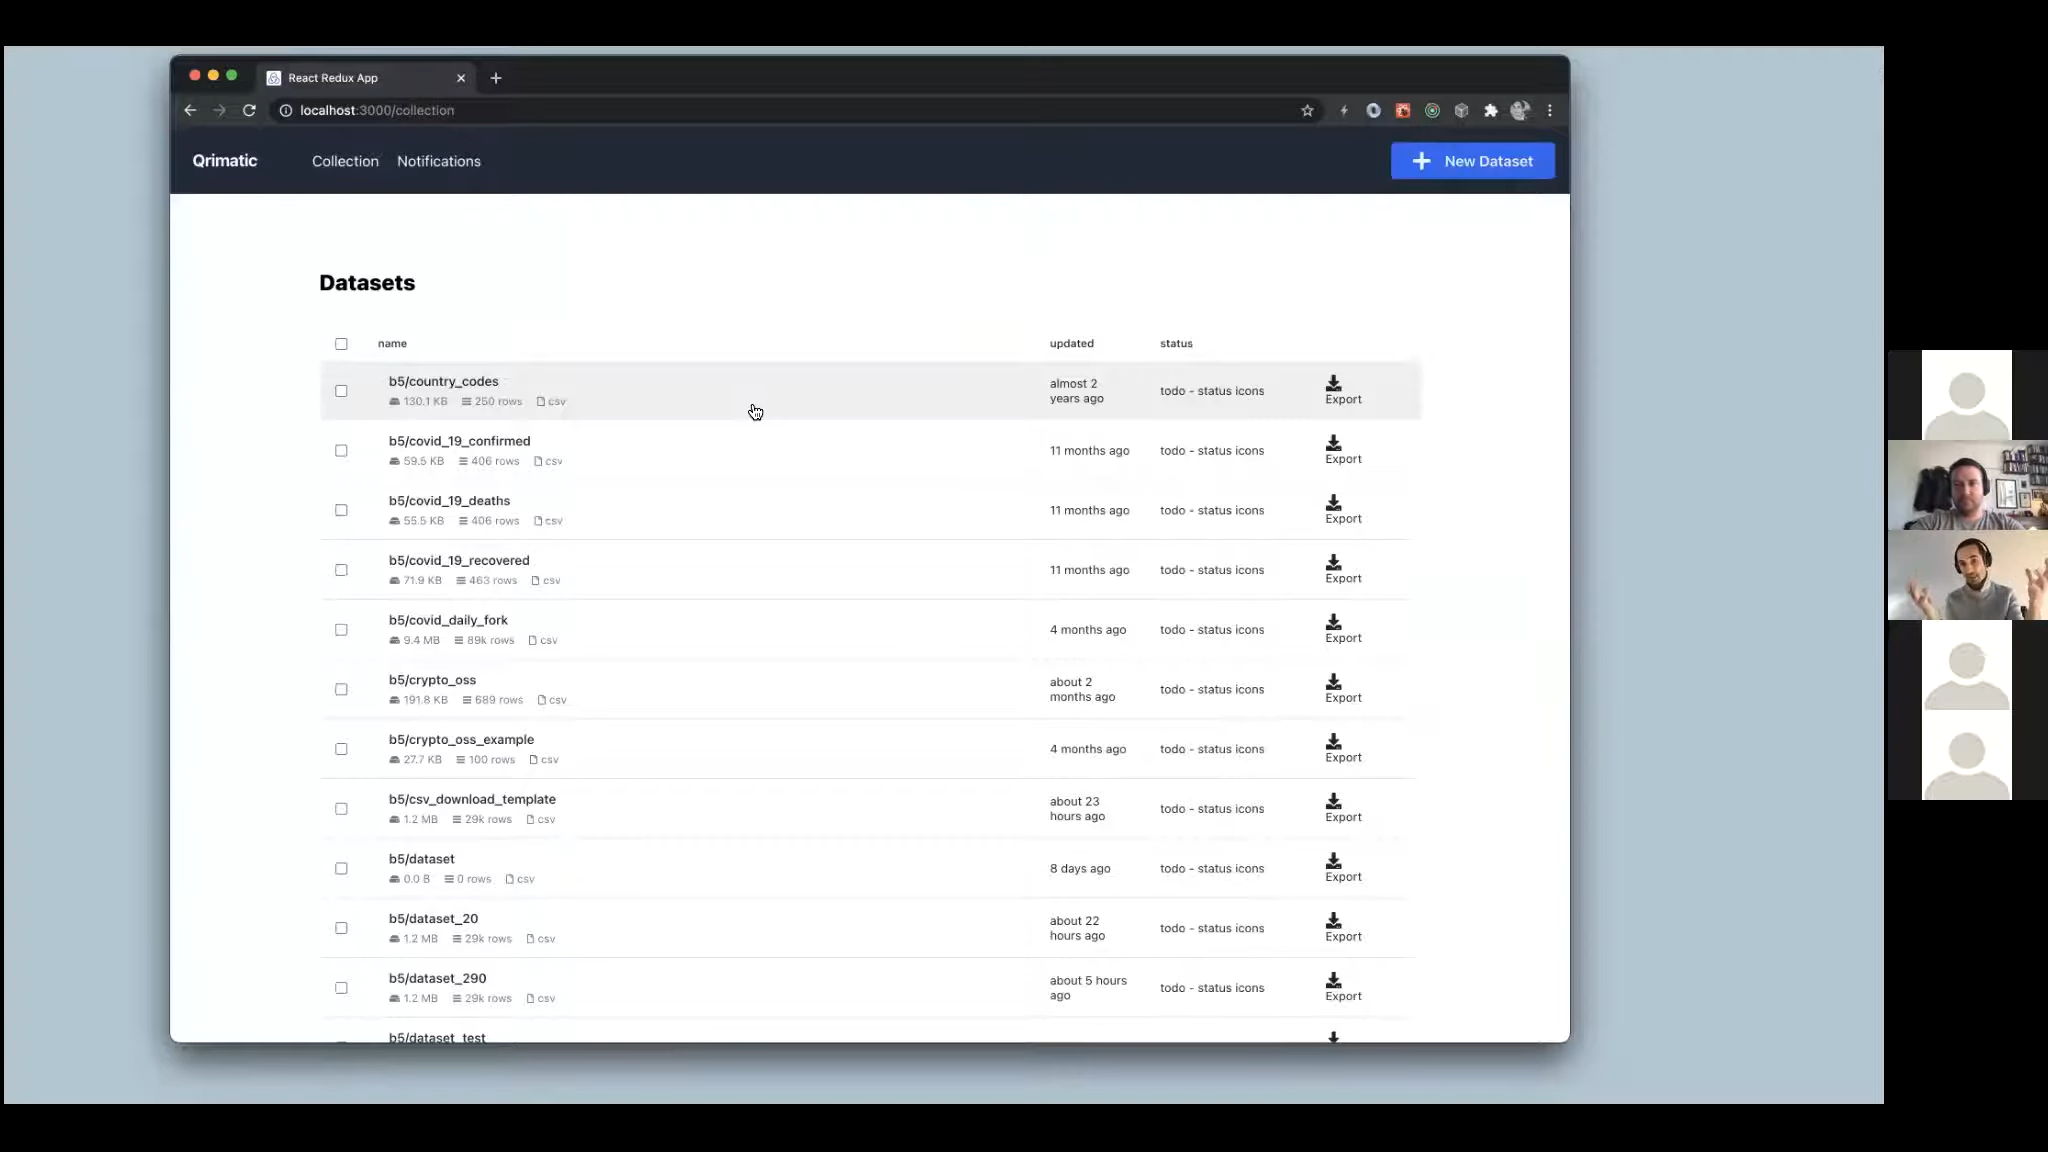 React Redux App
localhost:3000/collection
Qrimatic Collection Notifications New Dataset
Datasets
name updated status
b5/country_codes
130.1 KB 250 rows csv
almost 2
years ago
todo - status icons
Export
b5/covid_19_confirmed
59.5 KB 406 rows csv
11 months ago
todo - status icons
Export
b5/covid_19_deaths
55.5 KB 406 rows csv
11 months ago
todo - status icons
Export
b5/covid_19_recovered
71.9 KB 463 rows csv
11 months ago
todo - status icons
Export
b5/covid_daily_fork
9.4 MB 89k rows csv
4 months ago
todo - status icons
Export
b5/crypto_oss
191.8 KB 689 rows csv
about 2
months ago
todo - status icons
Export
b5/crypto_oss_example
27.7 KB 100 rows csv
4 months ago
todo - status icons
Export
b5/csv_download_template
1.2 MB 29k rows csv
about 23
hours ago
todo - status icons
Export
b5/dataset
0.0 B 0 rows csv
8 days ago
todo - status icons
Export
b5/dataset_20
1.2 MB 29k rows csv
about 22
hours ago
todo - status icons
Export
b5/dataset_290
1.2 MB 29k rows csv
about 5 hours
ago
todo - status icons
Export
b5/dataset_test